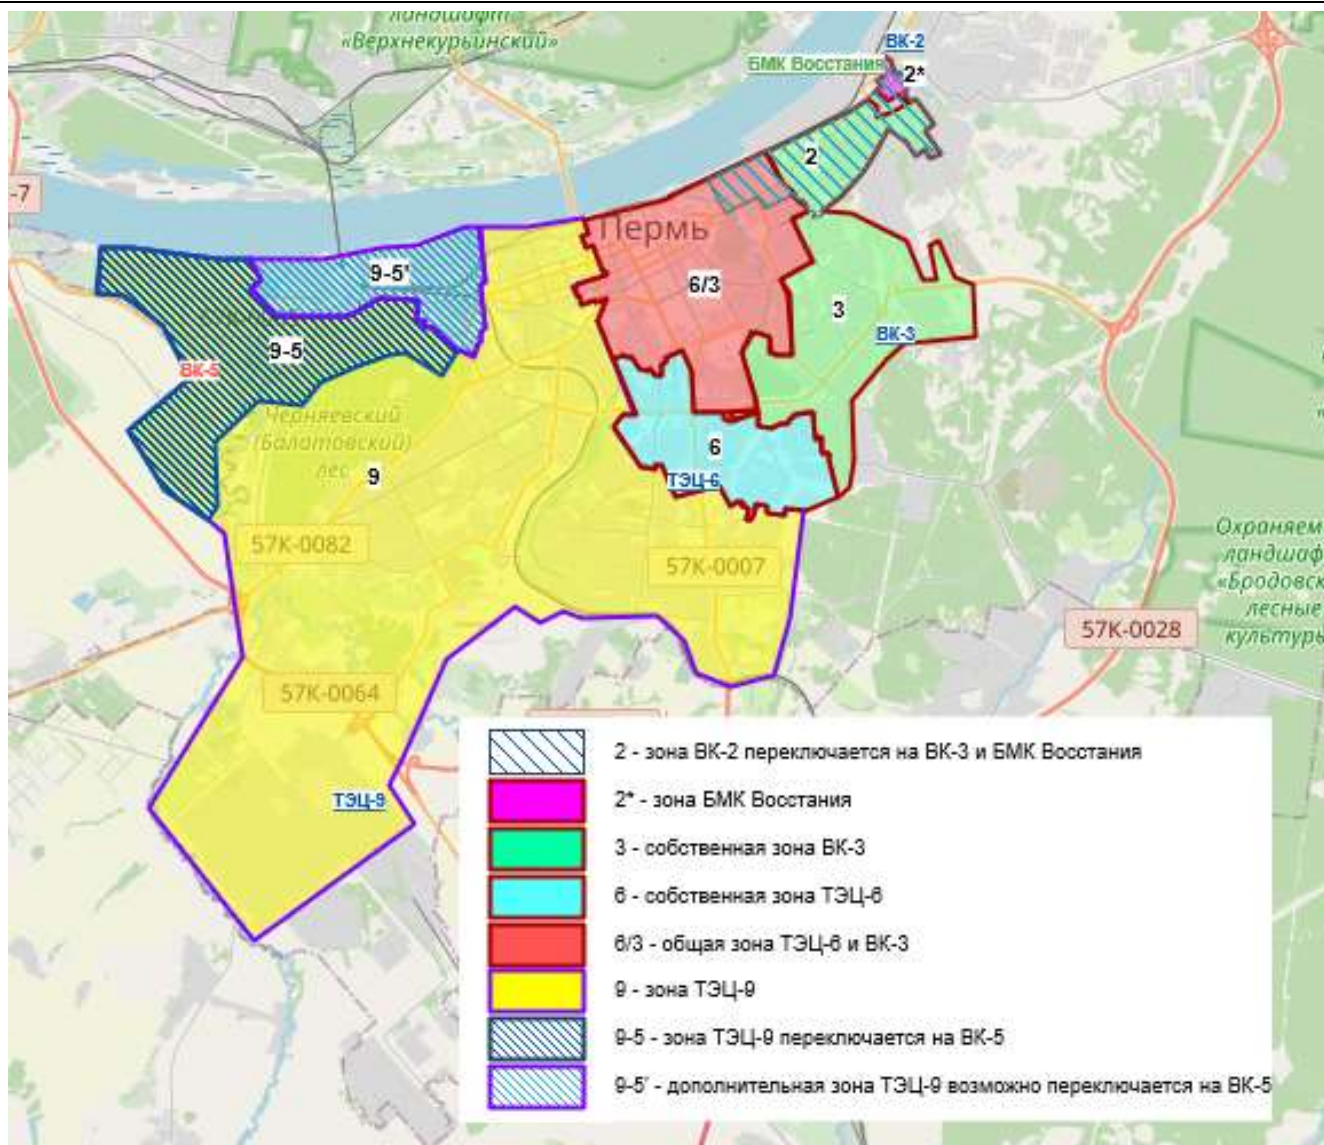 ландшафт
«Верхнекурьинский»
ВК-2
БМК Восстания
2*
2
-7
Пермь
9-5'
6/3
3
ВК-3
9-5
ВК-5
Черняевский
(Балатовский)
лес
9
6
ТЭЦ-6
57К-0082
57К-0007
Охраняем
ландшаф
«Бродовск
лесные
культуры
57К-0028
57К-0064
ТЭЦ-9
2 - зона ВК-2 переключается на ВК-3 и БМК Восстания
2* - зона БМК Восстания
3 - собственная зона ВК-3
6 - собственная зона ТЭЦ-6
6/3 - общая зона ТЭЦ-6 и ВК-3
9 - зона ТЭЦ-9
9-5 - зона ТЭЦ-9 переключается на ВК-5
9-5' - дополнительная зона ТЭЦ-9 возможно переключается на ВК-5